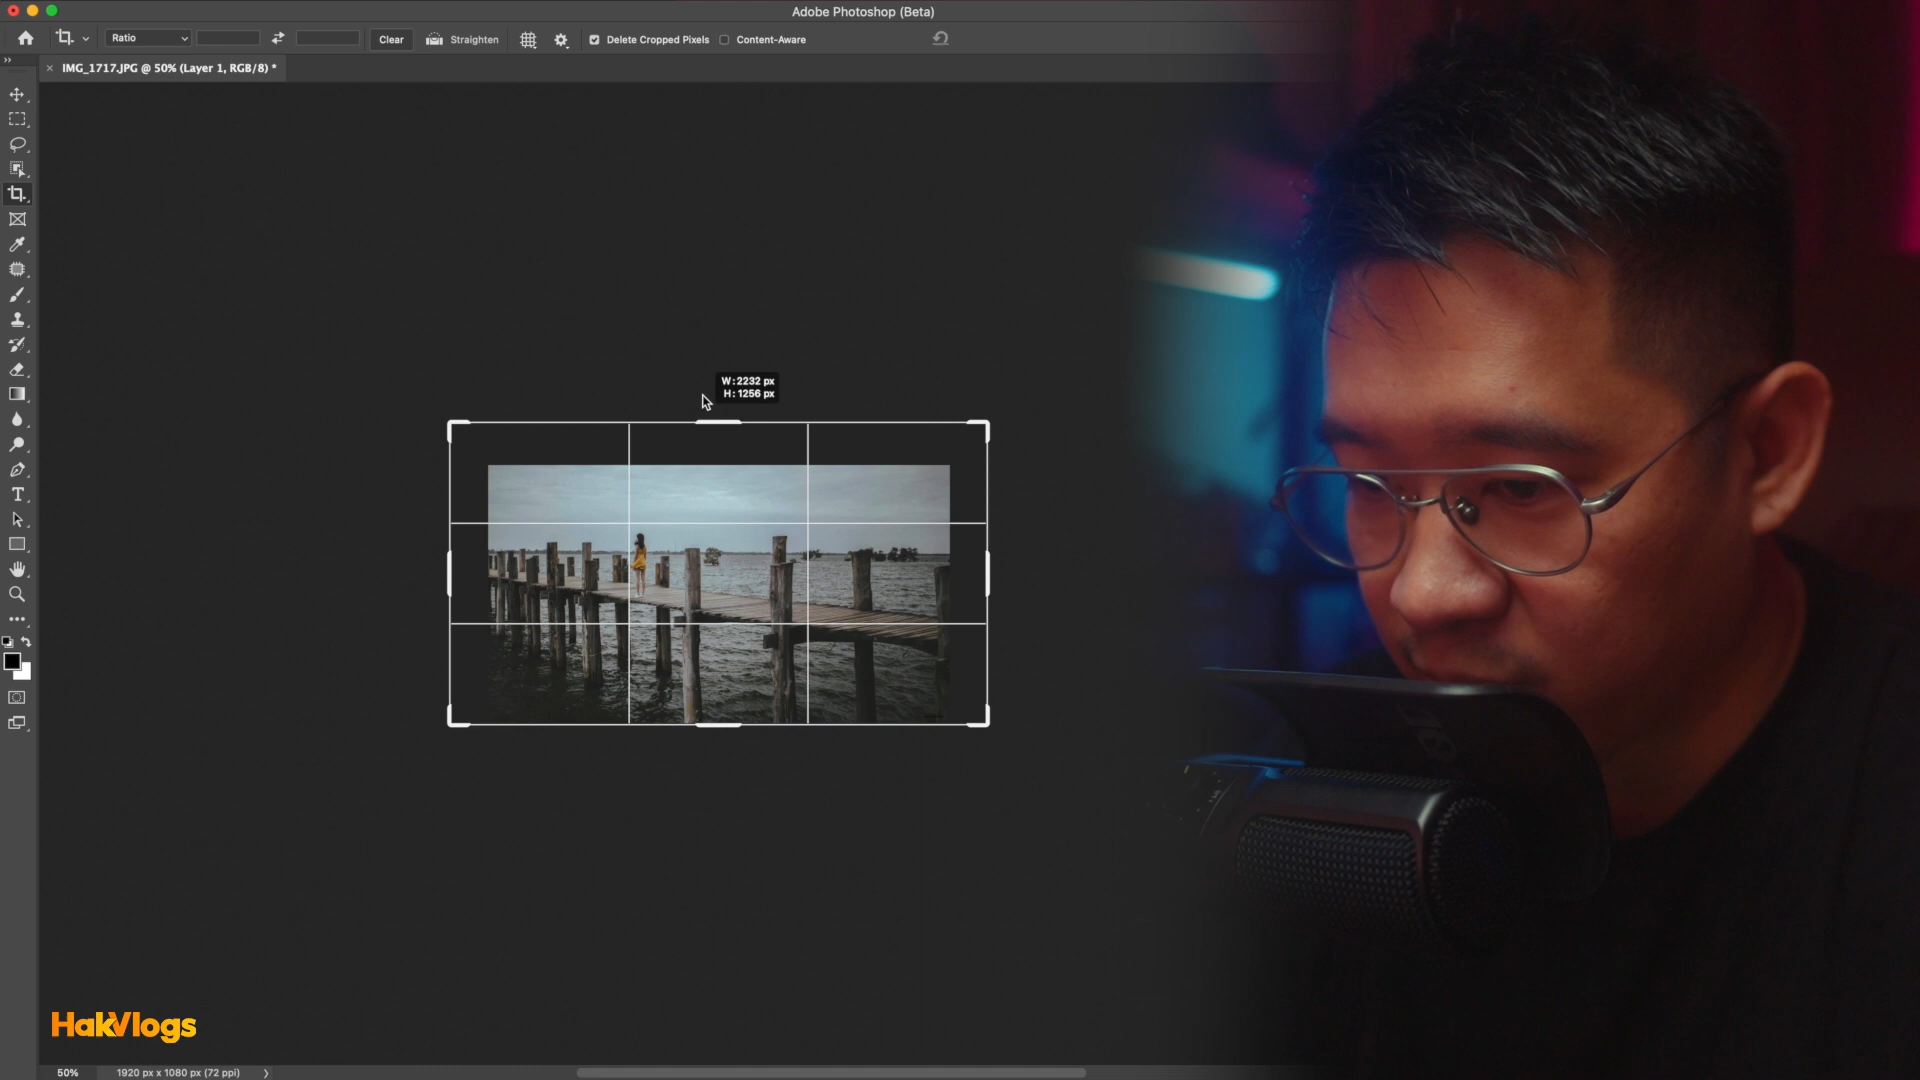 Adobe Photoshop (Beta)
Ratio
Clear
Straighten
Delete Cropped Pixels
Content-Aware
IMG_1717.JPG @ 50% (Layer 1, RGB/8) *
W: 2232 px
H: 1256 px
HakVlogs
50%
1920 px x 1080 px (72 ppi)